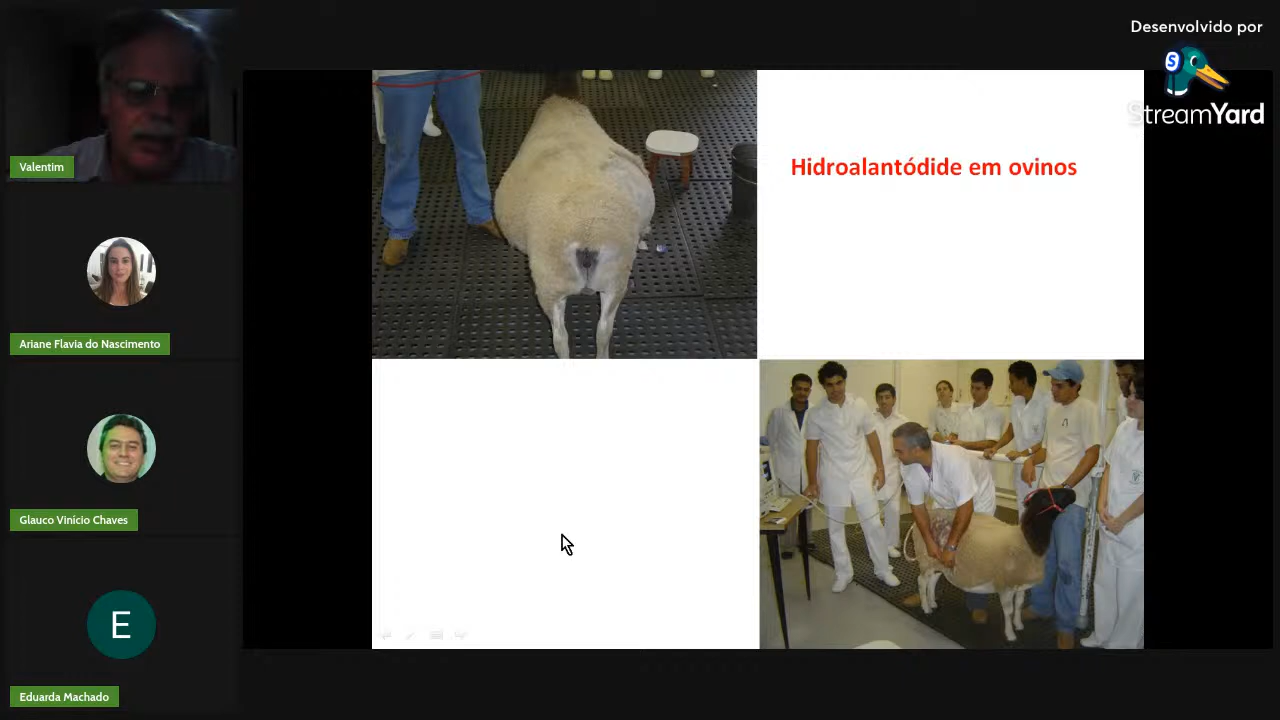 Desenvolvido por
S
StreamYard
Valentim
Hidroalantódide em ovinos
Ariane Flavia do Nascimento
Glauco Vinício Chaves
E
Eduarda Machado